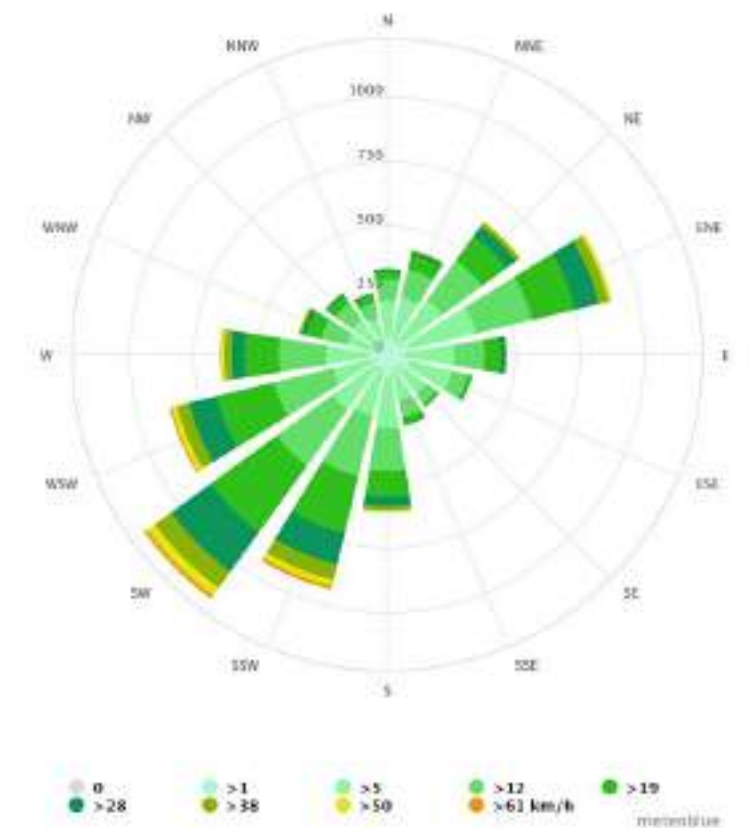 N
NNW NNE
1000
NW NE
750
WNW ENE
500
250
W E
WSW ESE
SW SE
SSW SSE
S
0 >1 >5 >12 >19
>28 >38 >50 >61 km/h
meteoblue